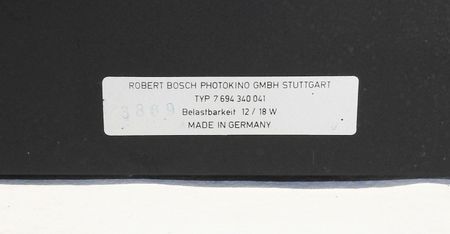 ROBERT BOSCH PHOTOKINO GMBH STUTTGART
TYP 7 694 340 041
Belastbarkeit 12 / 18 W
MADE IN GERMANY